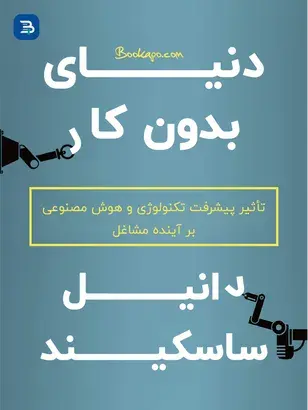 Bookapo.com
دنیای
بدون کار
تأثیر پیشرفت تکنولوژی و هوش مصنوعی
بر آینده مشاغل
دانیل
ساسکیند